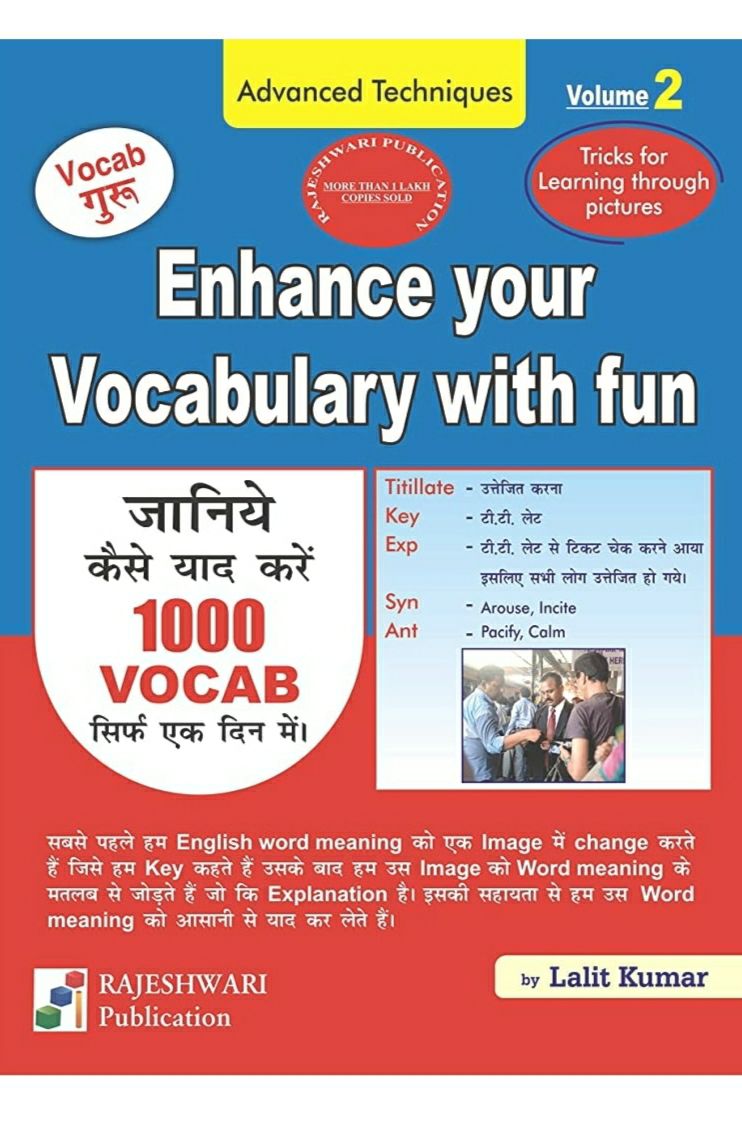 Advanced Techniques
Volume 2
Vocab
गुरू
RAJESHWARI PUBLICATION
MORE THAN 1 LAKH
COPIES SOLD
Tricks for
Learning through
pictures
Enhance your
Vocabulary with fun
जानिये
कैसे याद करें
1000
VOCAB
सिर्फ एक दिन में।
Titillate - उत्तेजित करना
Key - टी.टी. लेट
Exp - टी.टी. लेट से टिकट चेक करने आया
इसलिए सभी लोग उत्तेजित हो गये।
Syn - Arouse, Incite
Ant - Pacify, Calm
HERE
सबसे पहले हम English word meaning को एक Image में change करते
हैं जिसे हम Key कहते हैं उसके बाद हम उस Image को Word meaning के
मतलब से जोड़ते हैं जो कि Explanation है। इसकी सहायता से हम उस Word
meaning को आसानी से याद कर लेते हैं।
RAJESHWARI
Publication
by Lalit Kumar